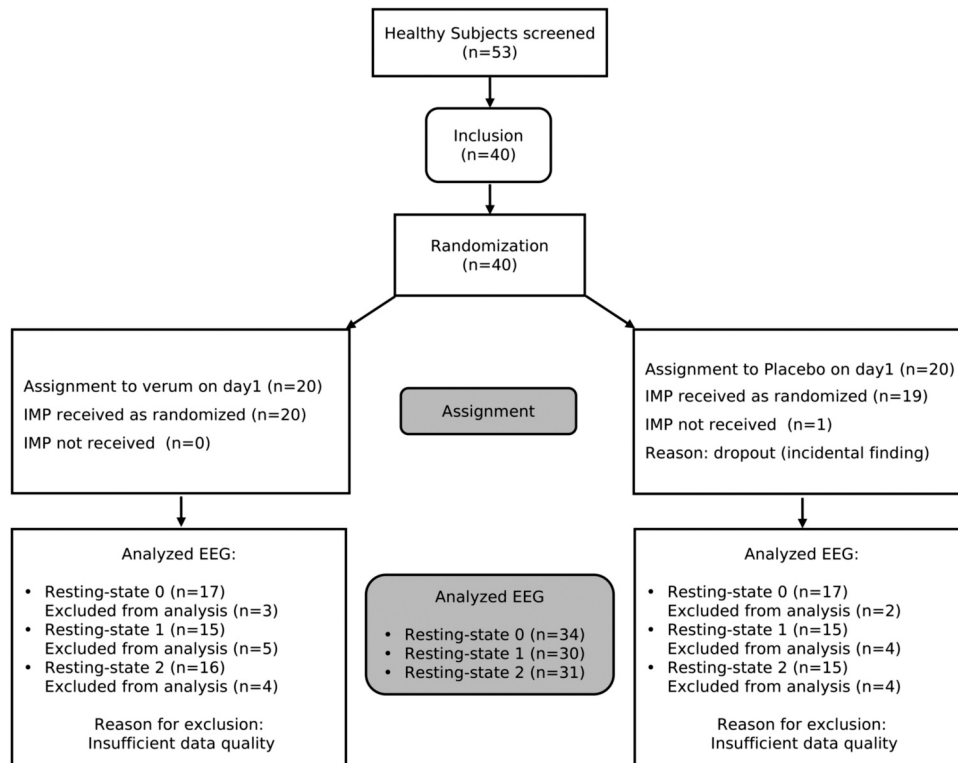 Healthy Subjects screened
(n=53)
Inclusion
(n=40)
Randomization
(n=40)
Assignment to verum on day1 (n=20)
IMP received as randomized (n=20)
IMP not received  (n=0)
Assignment
Assignment to Placebo on day1 (n=20)
IMP received as randomized (n=19)
IMP not received  (n=1)
Reason: dropout (incidental finding)
Analyzed EEG:
• Resting-state 0 (n=17)
Excluded from analysis (n=3)
• Resting-state 1 (n=15)
Excluded from analysis (n=5)
• Resting-state 2 (n=16)
Excluded from analysis (n=4)
Reason for exclusion:
Insufficient data quality
Analyzed EEG
• Resting-state 0 (n=34)
• Resting-state 1 (n=30)
• Resting-state 2 (n=31)
Analyzed EEG:
• Resting-state 0 (n=17)
Excluded from analysis (n=2)
• Resting-state 1 (n=15)
Excluded from analysis (n=4)
• Resting-state 2 (n=15)
Excluded from analysis (n=4)
Reason for exclusion:
Insufficient data quality